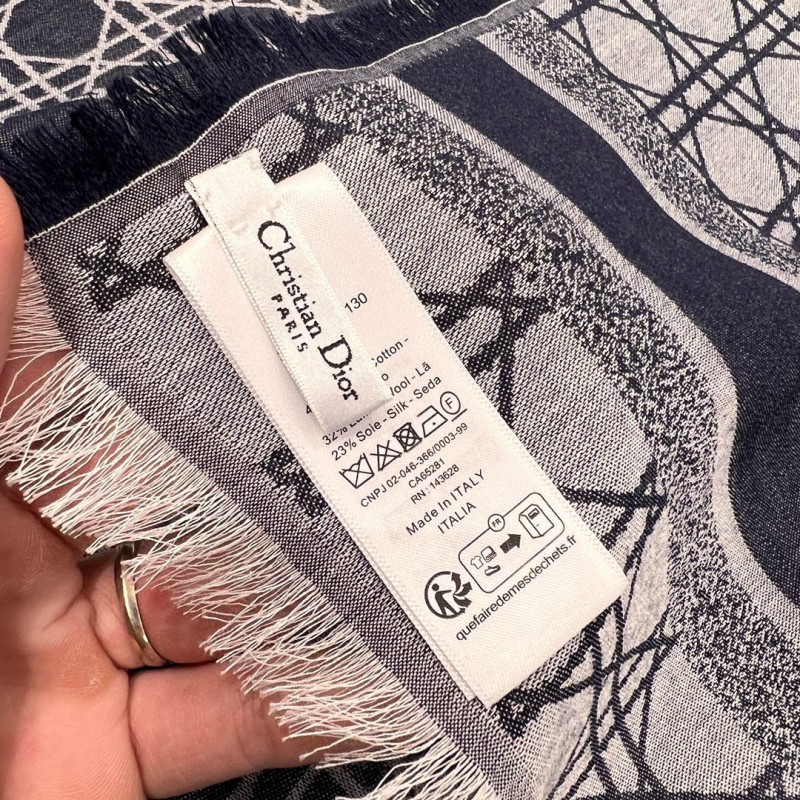 Christian Dior
PARIS
130
Cotton -
Wool - Lã
32%
23% Soie - Silk - Seda
F
CNPJ 02-046-366/0003-99
CA65281
RN: 143628
Made in ITALY
ITALIA
FR
quefairedemesdechets.fr